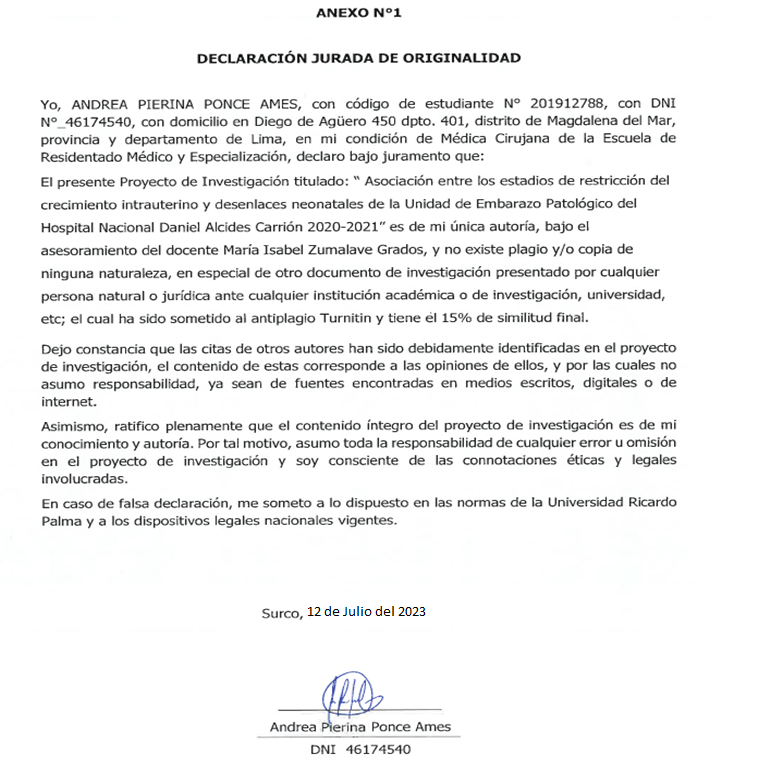 ANEXO N°1
DECLARACIÓN JURADA DE ORIGINALIDAD
Yo, ANDREA PIERINA PONCE AMES, con código de estudiante N° 201912788, con DNI
N°_46174540, con domicilio en Diego de Agüero 450 dpto. 401, distrito de Magdalena del Mar,
provincia y departamento de Lima, en mi condición de Médica Cirujana de la Escuela de
Residentado Médico y Especialización, declaro bajo juramento que:
El presente Proyecto de Investigación titulado: “ Asociación entre los estadios de restricción del
crecimiento intrauterino y desenlaces neonatales de la Unidad de Embarazo Patológico del
Hospital Nacional Daniel Alcides Carrión 2020-2021” es de mi única autoría, bajo el
asesoramiento del docente María Isabel Zumalave Grados, y no existe plagio y/o copia de
ninguna naturaleza, en especial de otro documento de investigación presentado por cualquier
persona natural o jurídica ante cualquier institución académica o de investigación, universidad,
etc; el cual ha sido sometido al antiplagio Turnitin y tiene el 15% de similitud final.
Dejo constancia que las citas de otros autores han sido debidamente identificadas en el proyecto
de investigación, el contenido de estas corresponde a las opiniones de ellos, y por las cuales no
asumo responsabilidad, ya sean de fuentes encontradas en medios escritos, digitales o de
internet.
Asimismo, ratifico plenamente que el contenido íntegro del proyecto de investigación es de mi
conocimiento y autoría. Por tal motivo, asumo toda la responsabilidad de cualquier error u omisión
en el proyecto de investigación y soy consciente de las connotaciones éticas y legales
involucradas.
En caso de falsa declaración, me someto a lo dispuesto en las normas de la Universidad Ricardo
Palma y a los dispositivos legales nacionales vigentes.
Surco, 12 de Julio del 2023
Andrea Pierina Ponce Ames
DNI 46174540